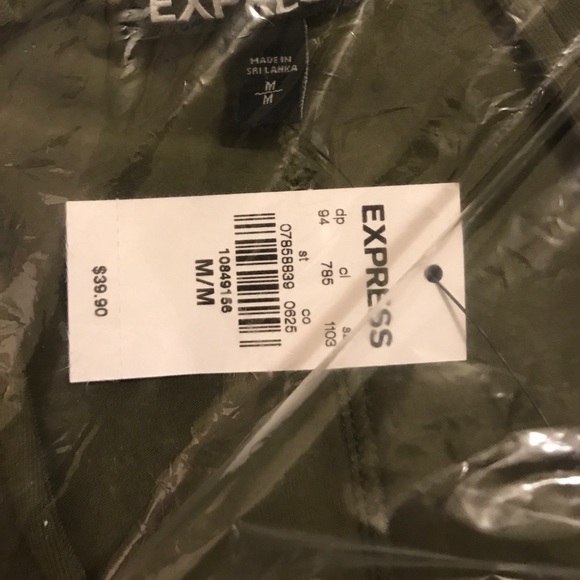 EXPRESS
MADE IN
SRI LANKA
M
M
EXPRESS
dp cl
94 785 1103
st co
07858839 0625
10849156
M/M
$39.90